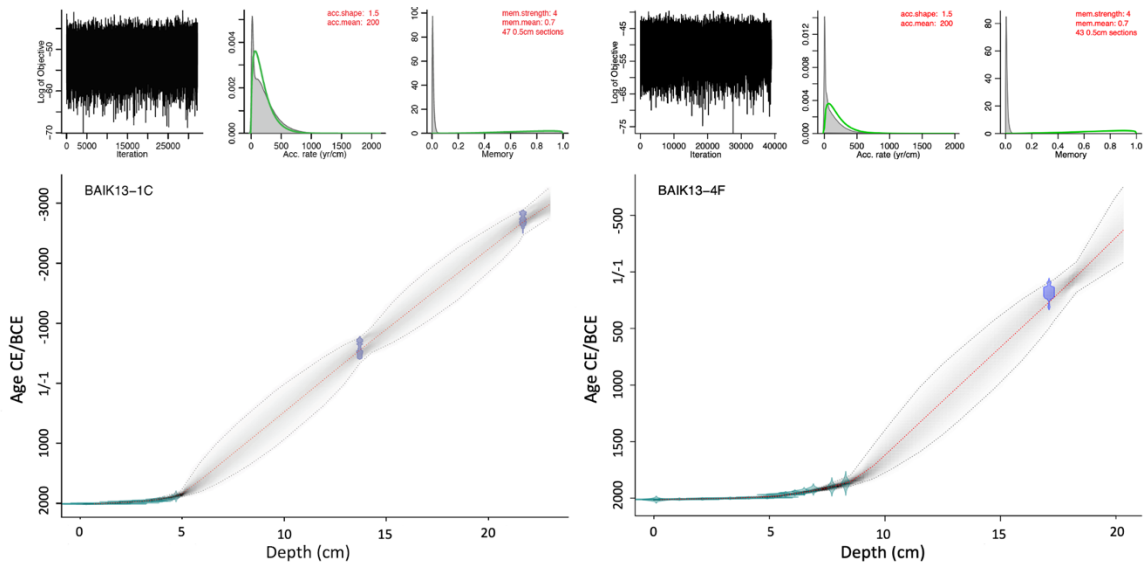 acc.shape: 1.5
acc.mean: 200
mem.strength: 4
mem.mean: 0.7
47 0.5cm sections
Log of Objective
-50
-60
-70
0 5000 15000 25000
Iteration
0.004
0.002
0.000
0 500 1000 1500 2000
Acc. rate (yr/cm)
100
80
60
40
20
0
0.0 0.2 0.4 0.6 0.8 1.0
Memory
acc.shape: 1.5
acc.mean: 200
mem.strength: 4
mem.mean: 0.7
43 0.5cm sections
Log of Objective
-45
-55
-65
-75
0 10000 20000 30000 40000
Iteration
0.012
0.008
0.004
0.000
0 500 1000 1500 2000
Acc. rate (yr/cm)
80
60
40
20
0
0.0 0.2 0.4 0.6 0.8 1.0
Memory
BAIK13-1C
Age CE/BCE
-3000
-2000
-1000
1/-1
1000
2000
0 5 10 15 20
Depth (cm)
BAIK13-4F
Age CE/BCE
-500
1/-1
500
1000
1500
2000
0 5 10 15 20
Depth (cm)